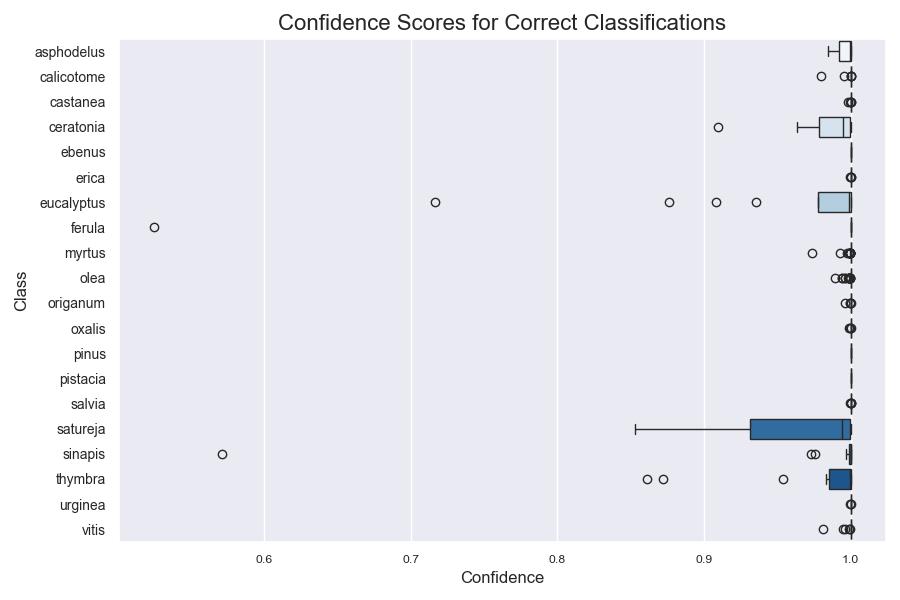 Confidence Scores for Correct Classifications
asphodelus
calicotome
castanea
ceratonia
ebenus
erica
eucalyptus
ferula
myrtus
olea
origanum
oxalis
pinus
pistacia
salvia
satureja
sinapis
thymbra
urginea
vitis
Class
0.6 0.7 0.8 0.9 1.0
Confidence